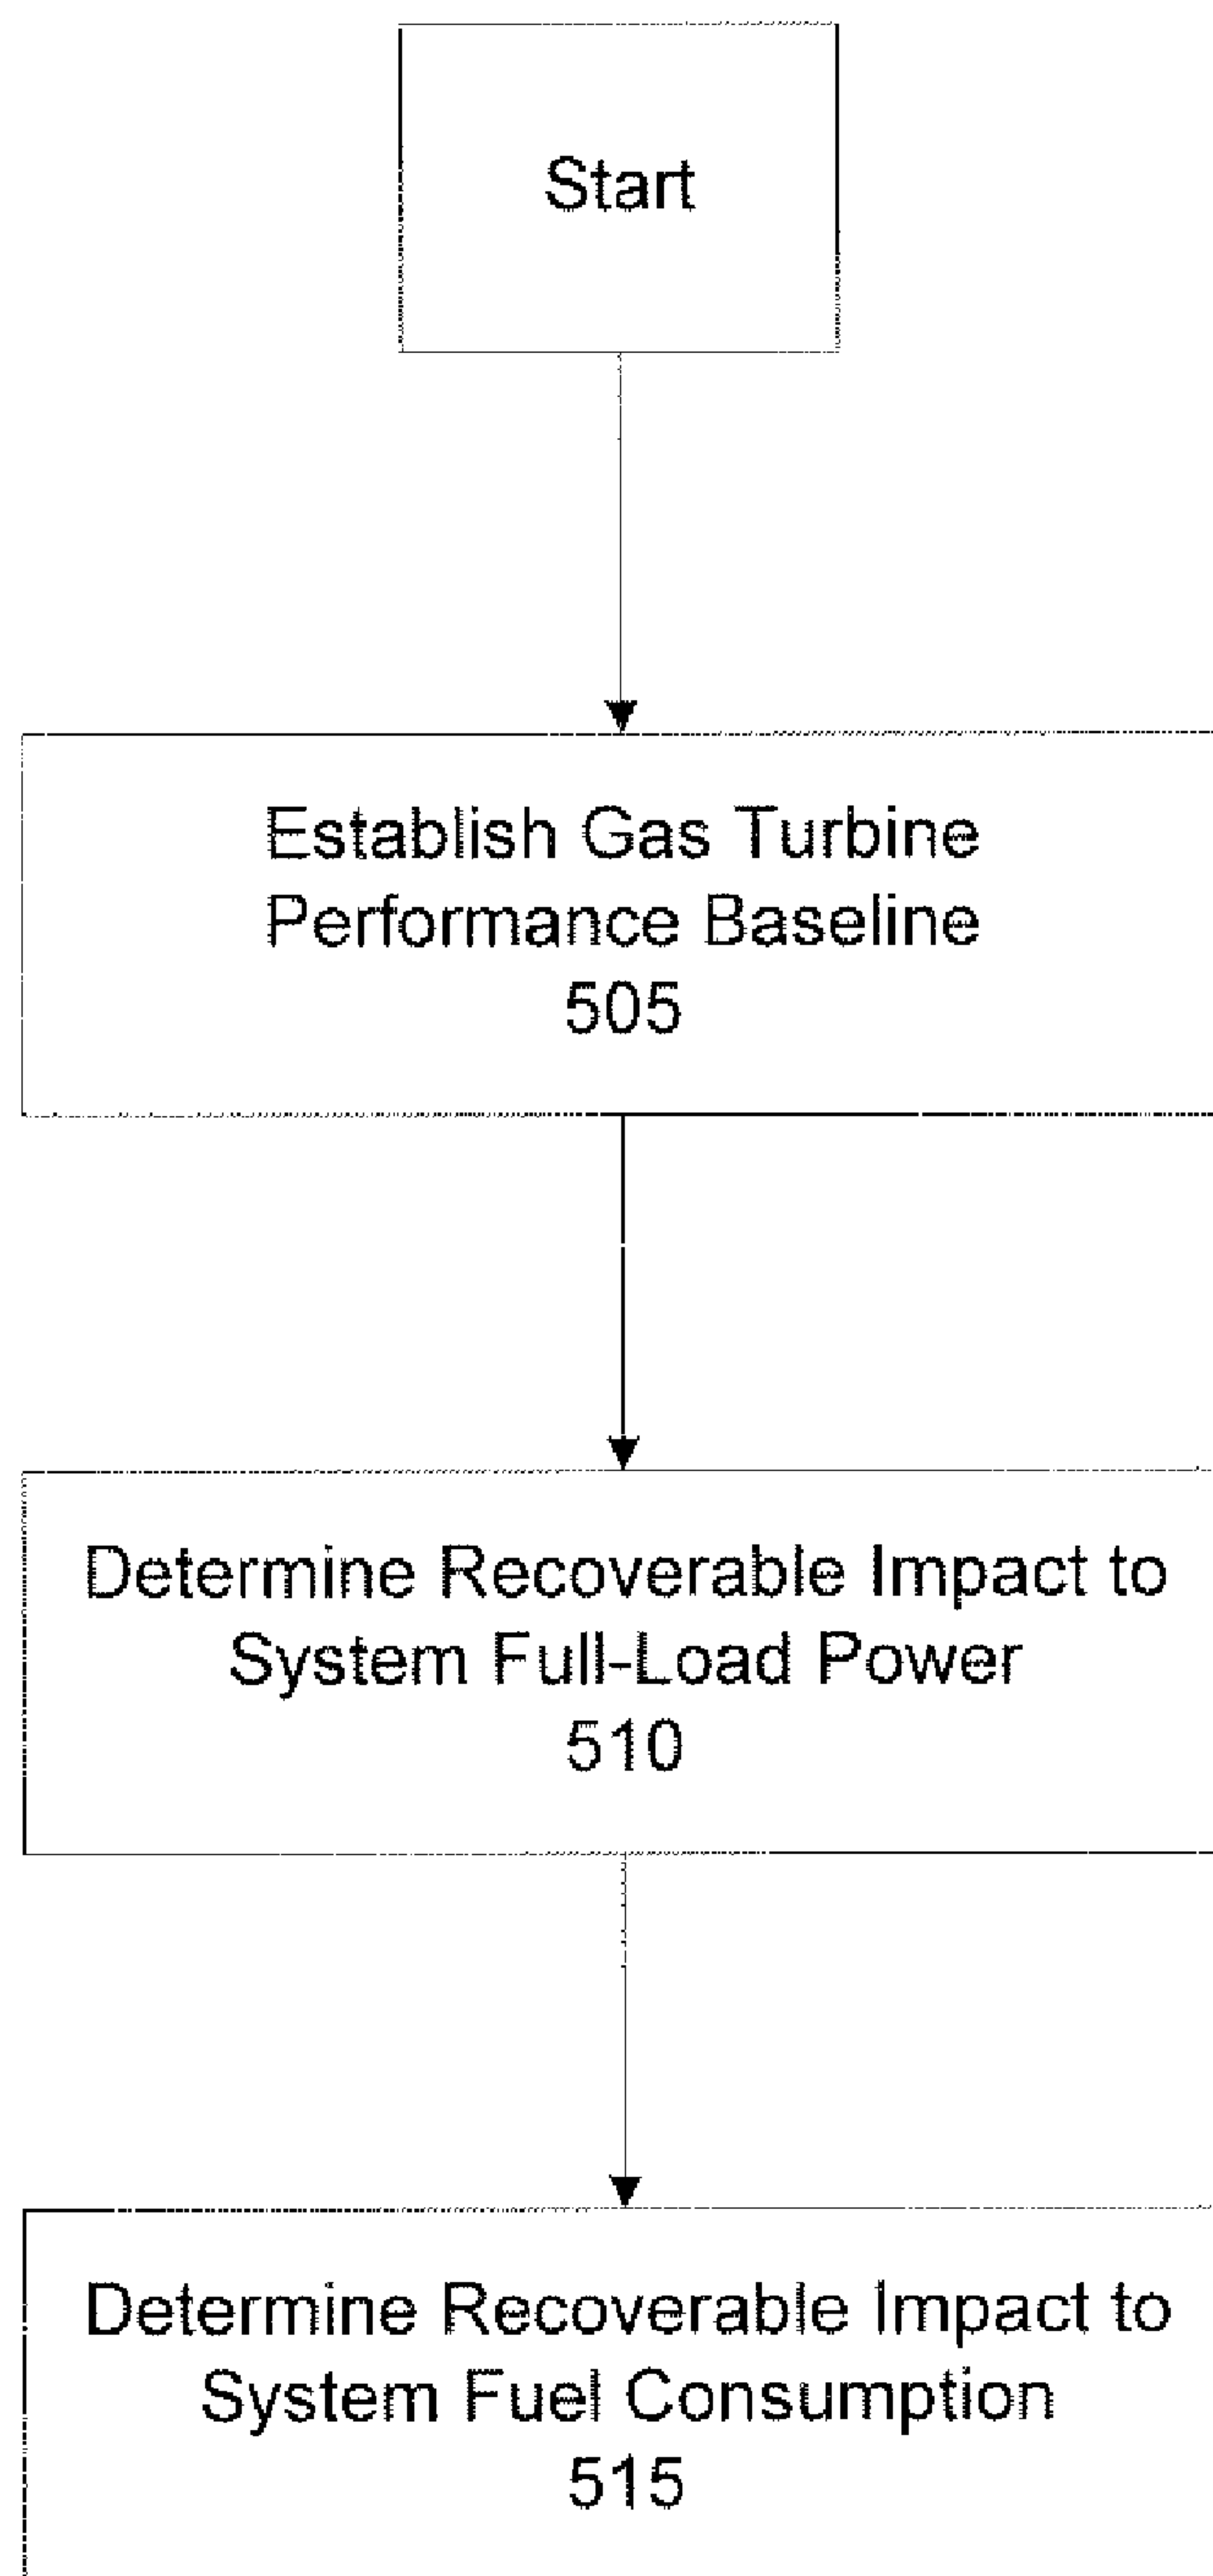 Start
Establish Gas Turbine
Performance Baseline
505
Determine Recoverable Impact to
System Full-Load Power
510
Determine Recoverable Impact to
System Fuel Consumption
515